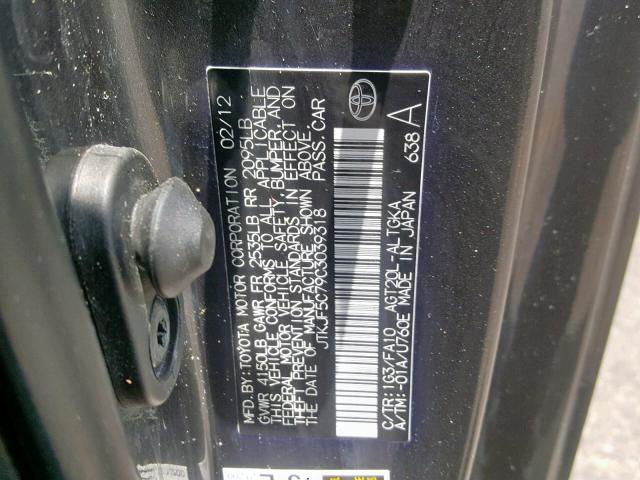 MFD.BY:TOYOTA MOTOR CORPORATION 02/12
GVWR 4150LB GAWR FR 2535LB RR 2095LB
THIS VEHICLE CONFORMS TO ALL APPLICABLE
FEDERAL MOTOR VEHICLE SAFETY, BUMPER, AND
THEFT PREVENTION STANDARDS IN EFFECT ON
THE DATE OF MANUFACTURE SHOWN ABOVE.
JTKJF5C79C3039318 PASS.CAR
C/TR: 1G3/FA10 AGT20L-ALTGKA
A/TM: -01A/U760E MADE IN JAPAN 638 A